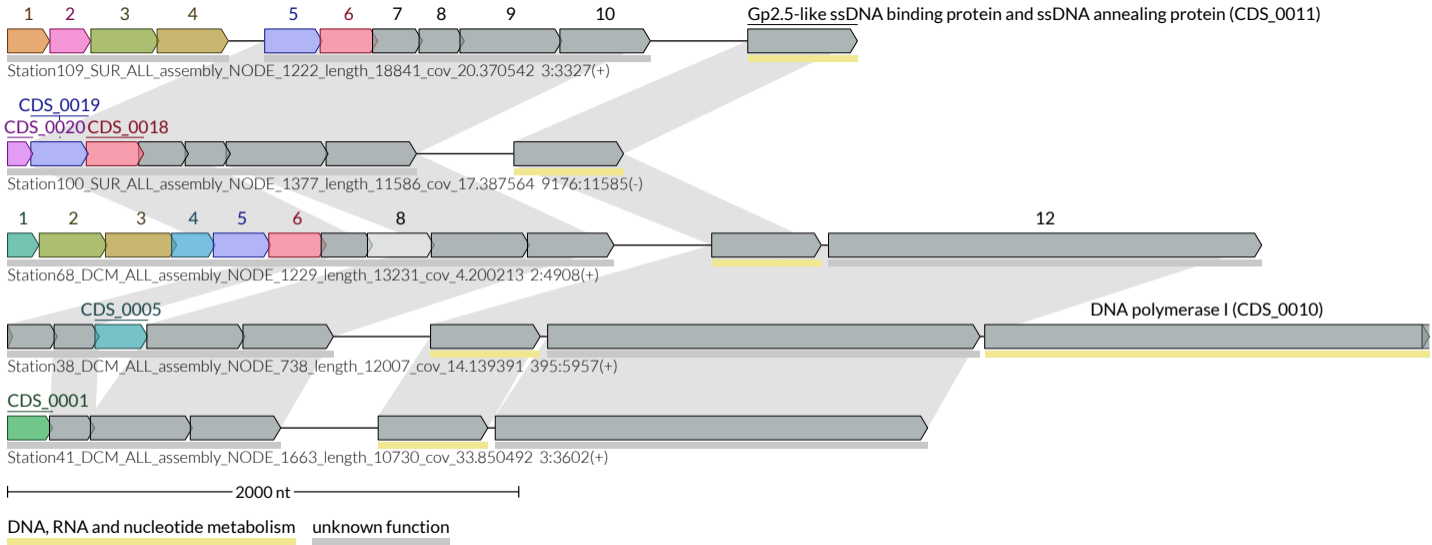 1 2 3 4 5 6 7 8 9 10 Gp2.5-like ssDNA binding protein and ssDNA annealing protein (CDS_0011)
Station109_SUR_ALL_assembly_NODE_1222_length_18841_cov_20.370542 3:3327(+)
CDS_0019
CDS_0020 CDS_0018
Station100_SUR_ALL_assembly_NODE_1377_length_11586_cov_17.387564 9176:11585(-)
1 2 3 4 5 6 8 12
Station68_DCM_ALL_assembly_NODE_1229_length_13231_cov_4.200213 2:4908(+)
CDS_0005 DNA polymerase I (CDS_0010)
Station38_DCM_ALL_assembly_NODE_738_length_12007_cov_14.139391 395:5957(+)
CDS_0001
Station41_DCM_ALL_assembly_NODE_1663_length_10730_cov_33.850492 3:3602(+)
2000 nt
DNA, RNA and nucleotide metabolism unknown function